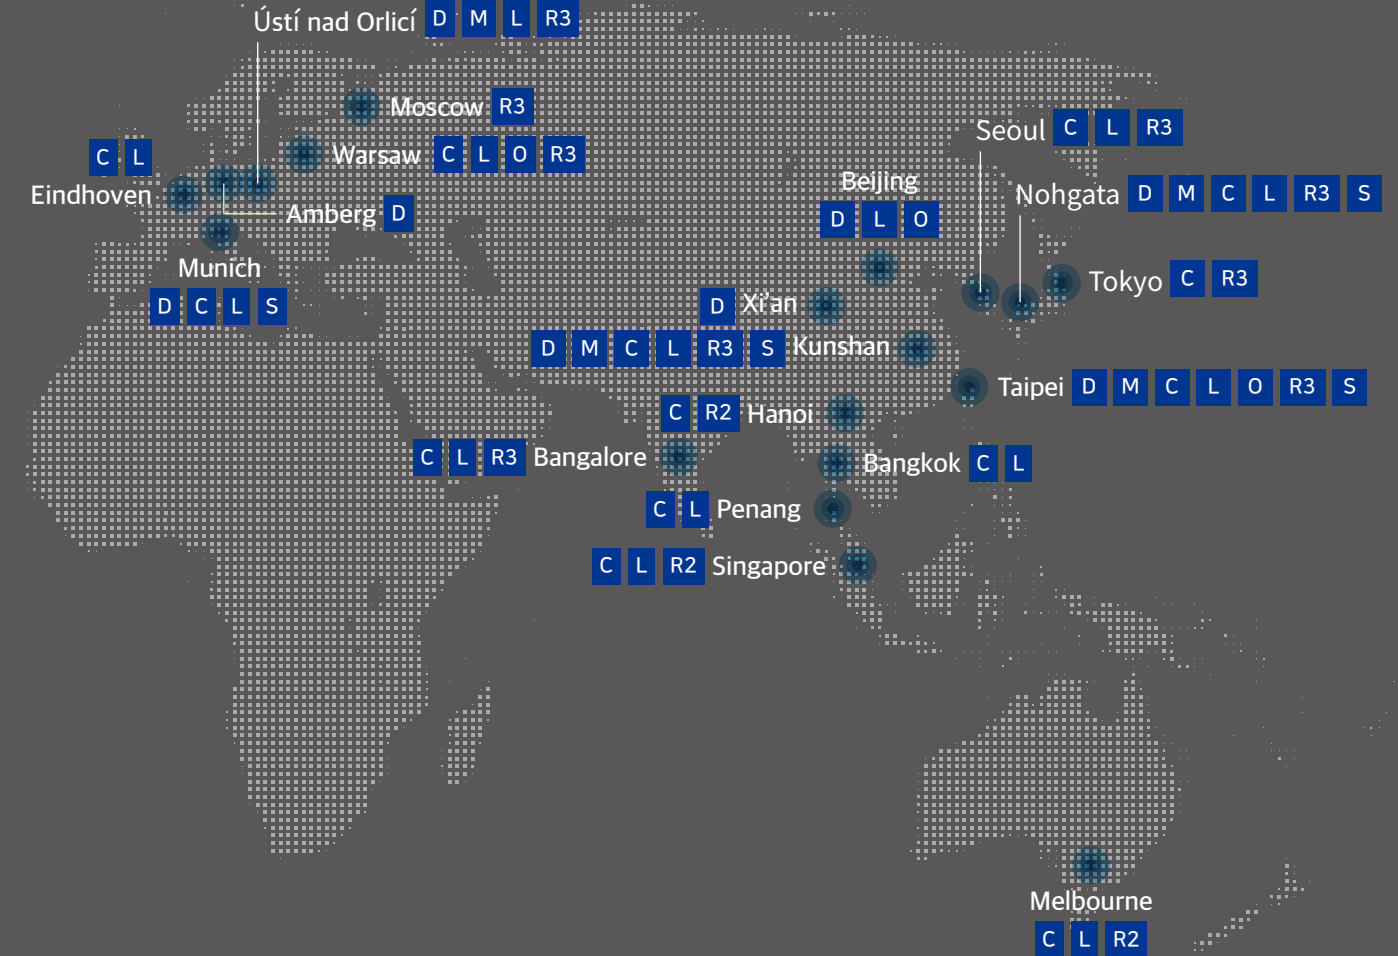 Ústí nad Orlicí D M L R3
Moscow R3
Seoul C L R3
C L
Eindhoven
Warsaw C L O R3
Beijing
D L O
Nohgata D M C L R3 S
Amberg D
Munich
D C L S
Tokyo C R3
D Xi'an
D M C L R3 S Kunshan
Taipei D M C L O R3 S
C R2 Hanoi
C L R3 Bangalore
Bangkok C L
C L Penang
C L R2 Singapore
Melbourne
C L R2